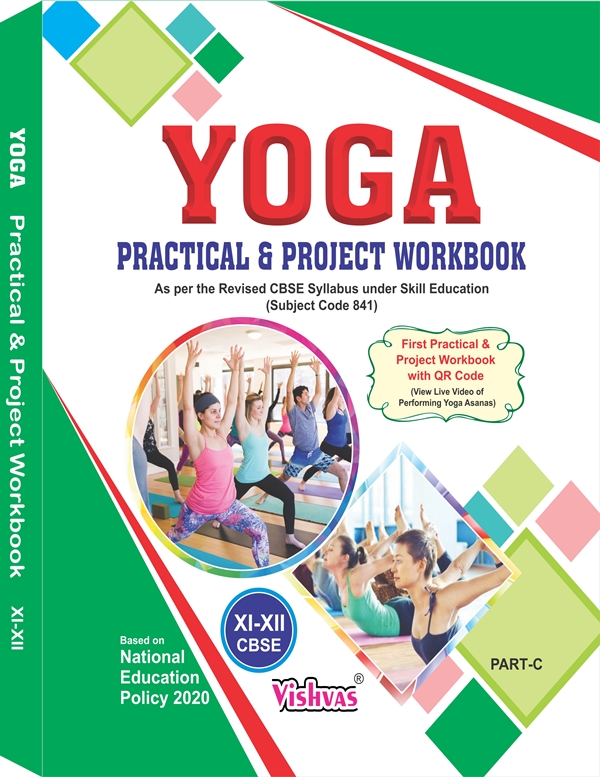 YOGA Practical & Project Workbook XI-XII
YOGA
PRACTICAL & PROJECT WORKBOOK
As per the Revised CBSE Syllabus under Skill Education
(Subject Code 841)
First Practical &
Project Workbook
with QR Code
(View Live Video of
Performing Yoga Asanas)
XI-XII
CBSE
Based on
National
Education
Policy 2020
Vishvas ®
PART-C